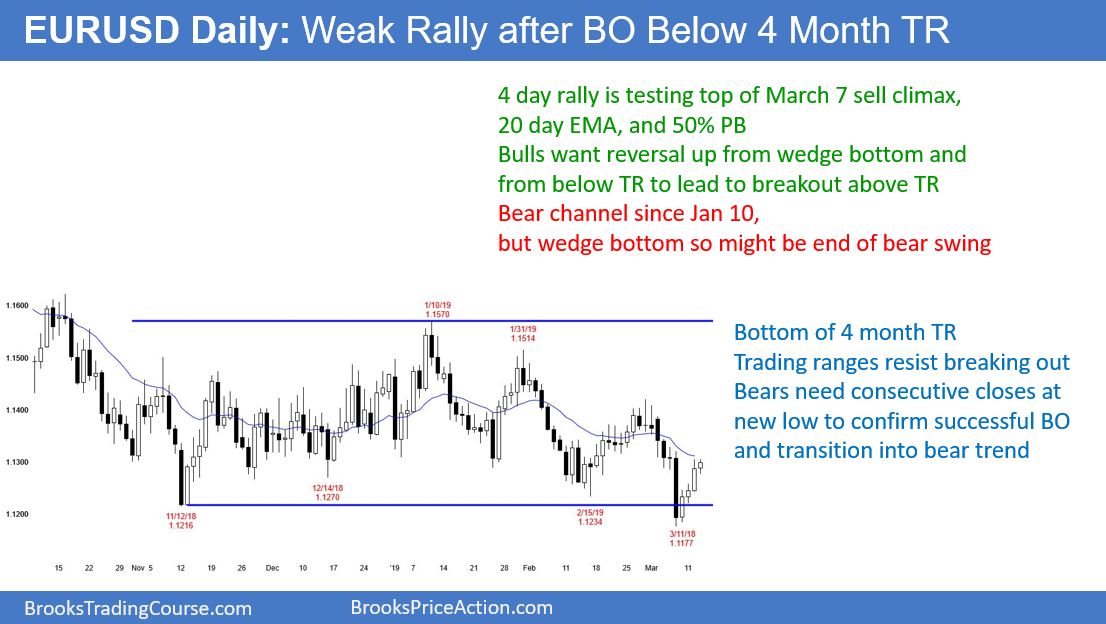 EURUSD Daily: Weak Rally after BO Below 4 Month TR
4 day rally is testing top of March 7 sell climax,
20 day EMA, and 50% PB
Bulls want reversal up from wedge bottom and
from below TR to lead to breakout above TR
Bear channel since Jan 10,
but wedge bottom so might be end of bear swing
1.1600
1.1500
1.1400
1.1300
1.1200
1/10/19
1.1570
1/31/19
1.1514
12/14/18
1.1270
11/12/18
1.1216
2/15/19
1.1234
3/11/18
1.1177
Bottom of 4 month TR
Trading ranges resist breaking out
Bears need consecutive closes at
new low to confirm successful BO
and transition into bear trend
15 22 29 Nov 5 12 19 26 Dec 10 17 24 '19 7 14 21 28 Feb 11 18 25 Mar 11
BrooksTradingCourse.com BrooksPriceAction.com